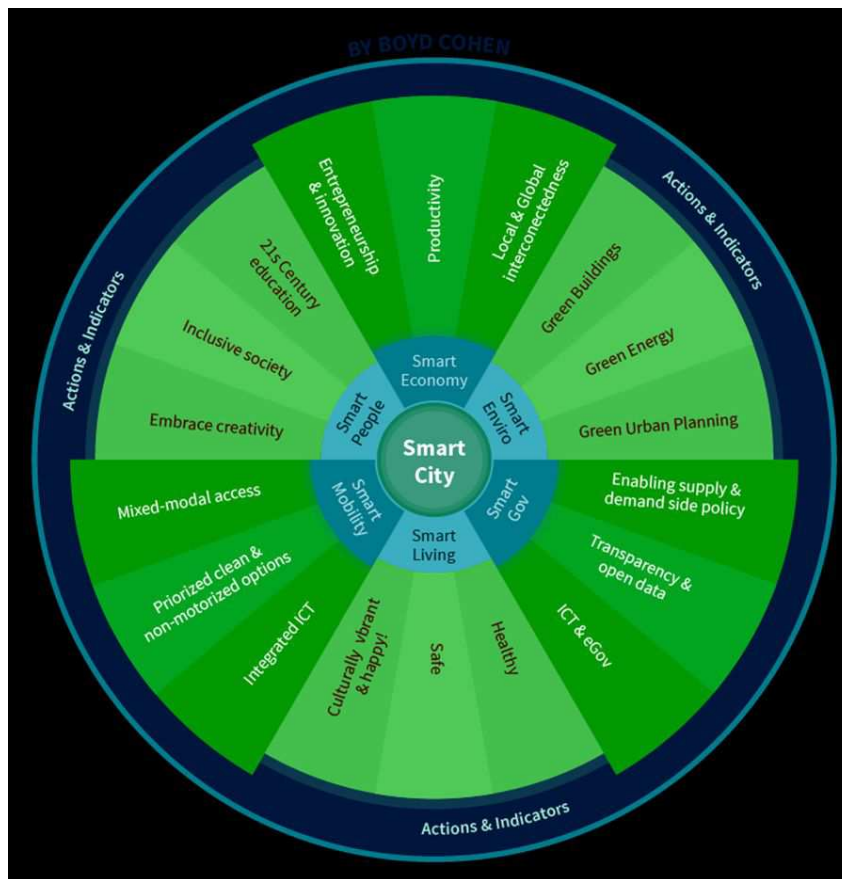 BY BOYD COHEN
Actions & Indicators
Actions & Indicators
Actions & Indicators
Smart
City
Smart
Economy
Entrepreneurship
& innovation
Productivity
Local & Global
interconectedness
Smart
Enviro
Green Buildings
Green Energy
Green Urban Planning
Smart
Gov
Enabling supply &
demand side policy
Transparency &
open data
ICT & eGov
Smart
Living
Healthy
Safe
Culturally vbrant
& happy!
Smart
Mobility
Integrated ICT
Priorized clean &
non-motorized options
Mixed-modal access
Smart
People
Embrace creativity
Inclusive society
21s Century
education